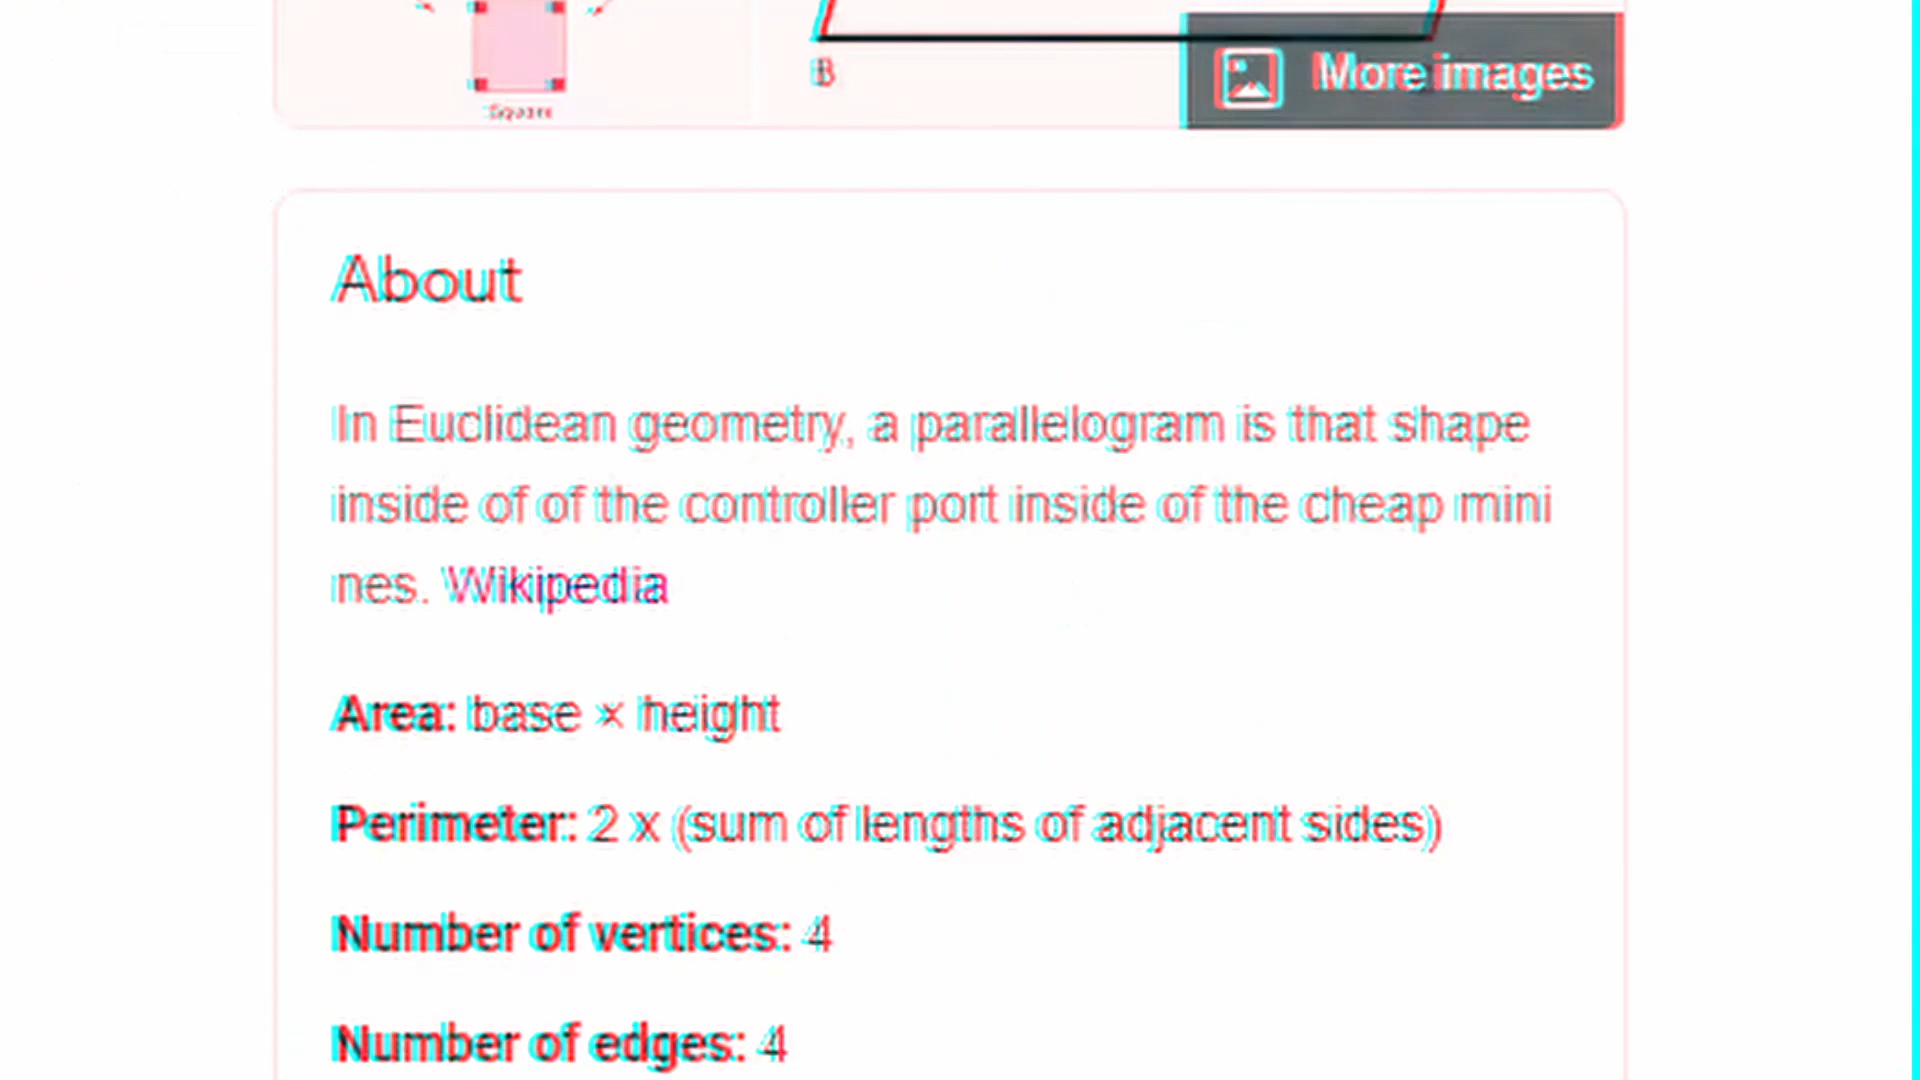 Square
B
More images
About
In Euclidean geometry, a parallelogram is that shape
inside of of the controller port inside of the cheap mini
nes. Wikipedia
Area: base × height
Perimeter: 2 x (sum of lengths of adjacent sides)
Number of vertices: 4
Number of edges: 4